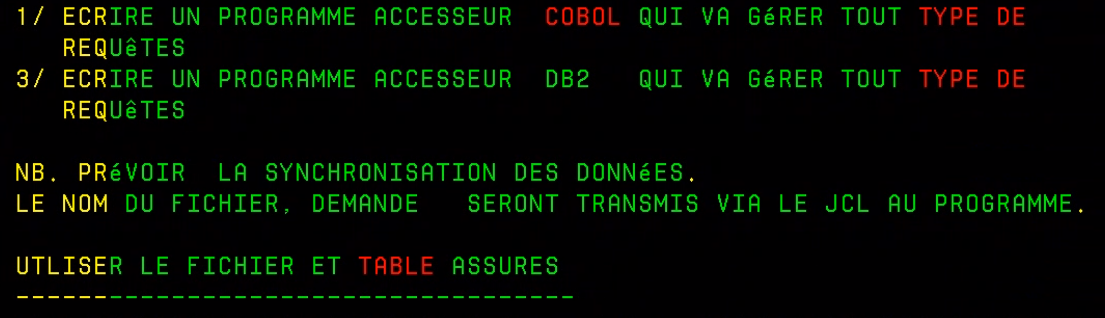 1/ ECRIRE UN PROGRAMME ACCESSEUR  COBOL QUI VA GéRER TOUT TYPE DE
REQUêTES
3/ ECRIRE UN PROGRAMME ACCESSEUR  DB2   QUI VA GéRER TOUT TYPE DE
REQUêTES
NB. PRéVOIR  LA SYNCHRONISATION DES DONNéES.
LE NOM DU FICHIER, DEMANDE   SERONT TRANSMIS VIA LE JCL AU PROGRAMME.
UTLISER LE FICHIER ET TABLE ASSURES
------------------------------------